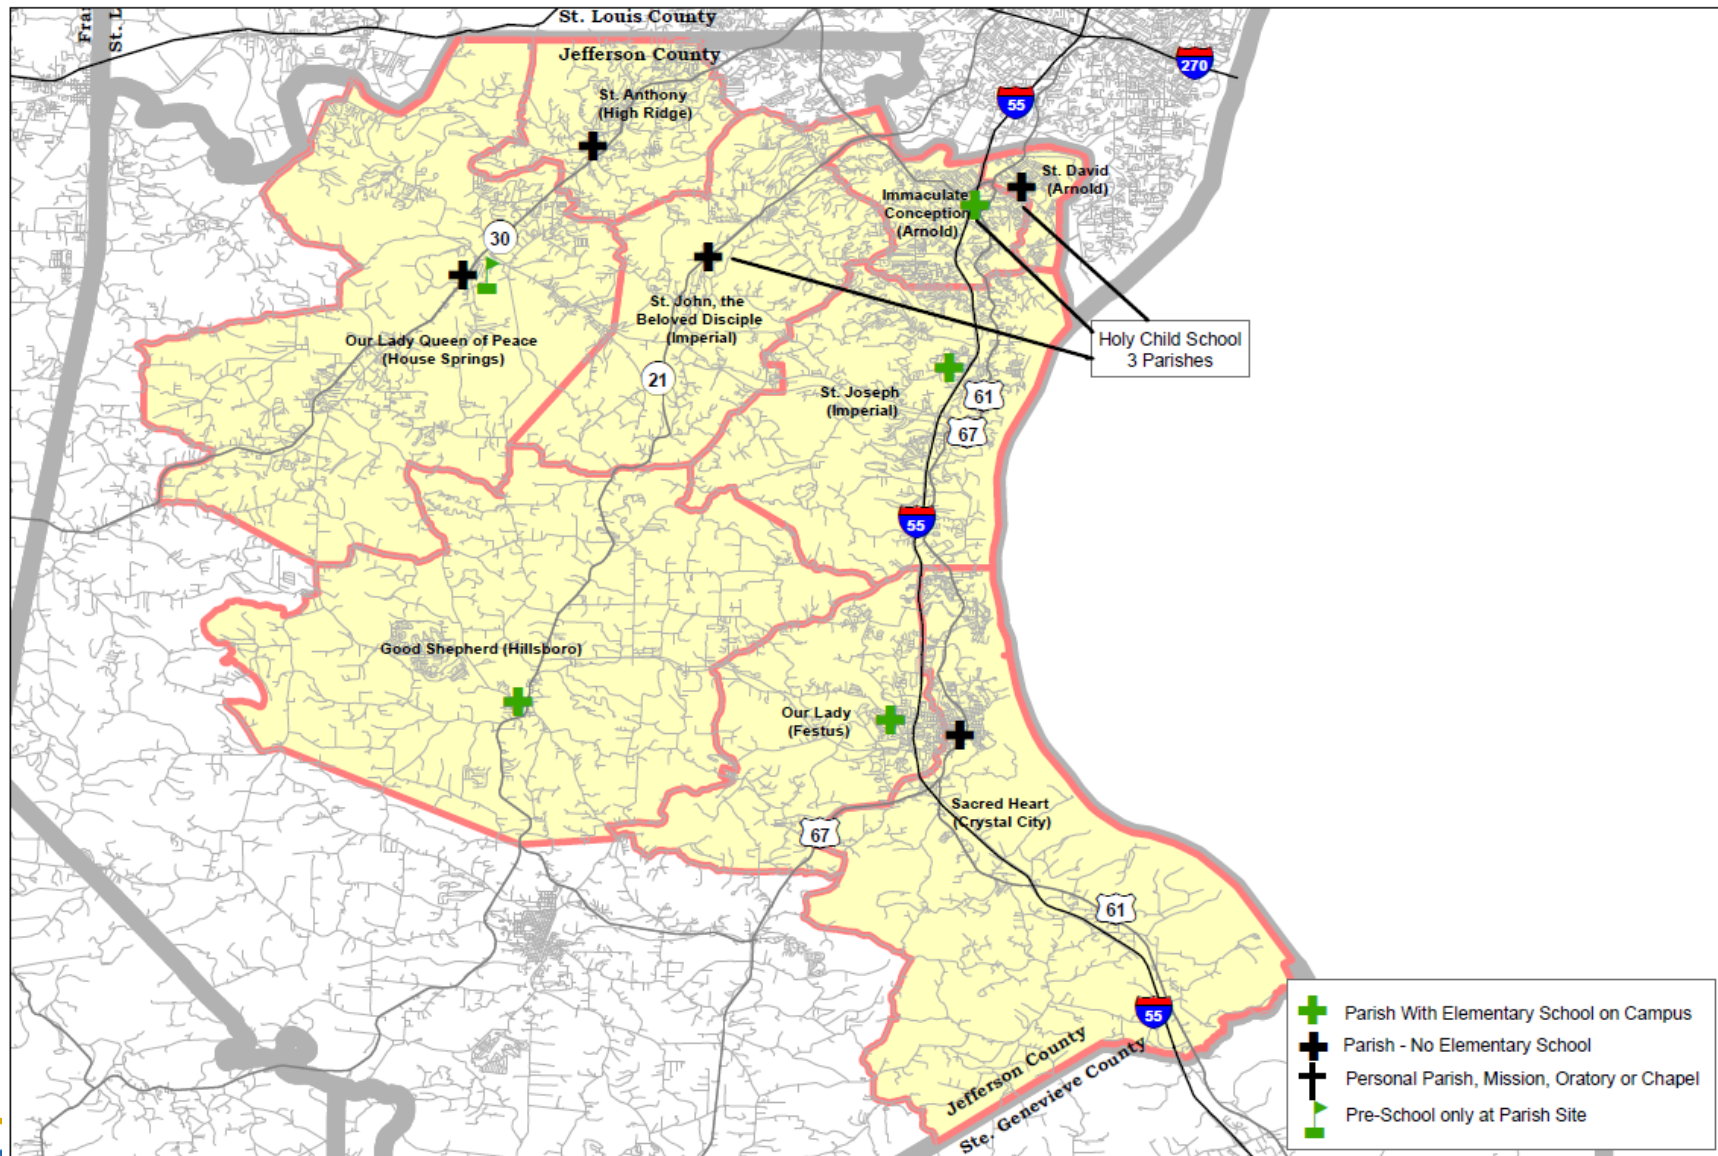 Fra
St. L
St. Louis County
Jefferson County
270
55
St. Anthony
(High Ridge)
St. David
(Arnold)
Immaculate
Conception
(Arnold)
30
St. John, the
Beloved Disciple
(Imperial)
Our Lady Queen of Peace
(House Springs)
Holy Child School
3 Parishes
21
St. Joseph
(Imperial)
61
67
55
Good Shepherd (Hillsboro)
Our Lady
(Festus)
Sacred Heart
(Crystal City)
67
61
55
Jefferson County
Ste. Genevieve County
Parish With Elementary School on Campus
Parish - No Elementary School
Personal Parish, Mission, Oratory or Chapel
Pre-School only at Parish Site